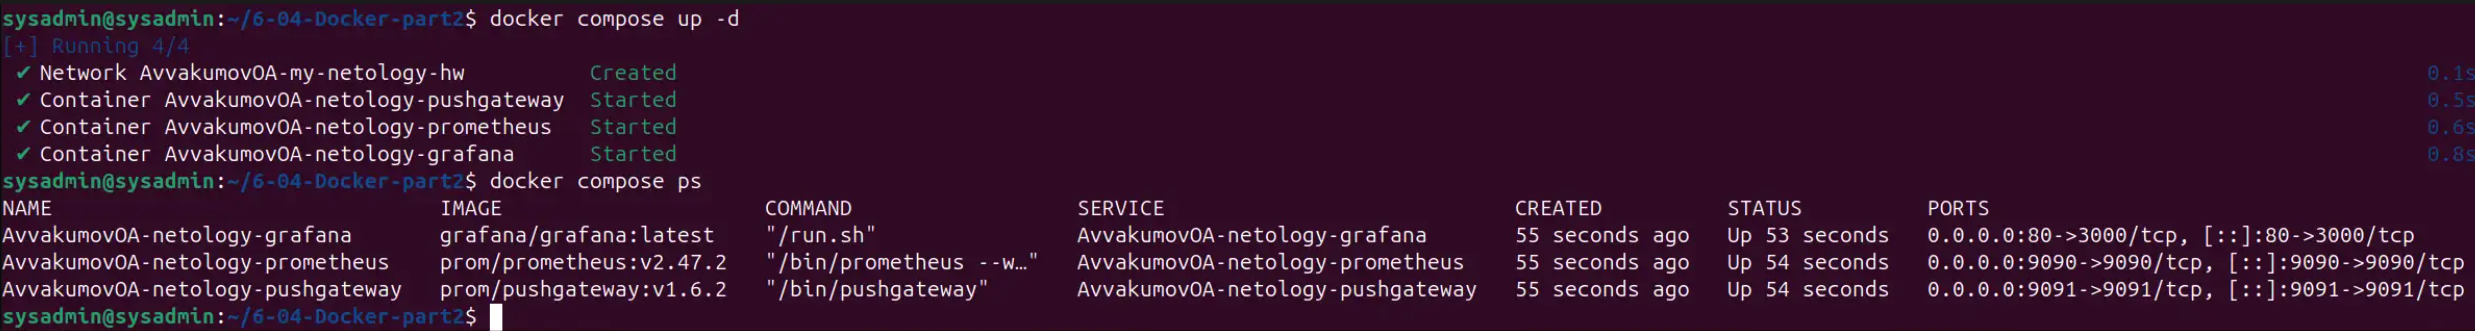 sysadmin@sysadmin:~/6-04-Docker-part2$ docker compose up -d
[+] Running 4/4
✔ Network AvvakumovOA-my-netology-hw Created 0.1s
✔ Container AvvakumovOA-netology-pushgateway Started 0.5s
✔ Container AvvakumovOA-netology-prometheus Started 0.6s
✔ Container AvvakumovOA-netology-grafana Started 0.8s
sysadmin@sysadmin:~/6-04-Docker-part2$ docker compose ps
NAME IMAGE COMMAND SERVICE CREATED STATUS PORTS
AvvakumovOA-netology-grafana grafana/grafana:latest "/run.sh" AvvakumovOA-netology-grafana 55 seconds ago Up 53 seconds 0.0.0.0:80->3000/tcp, [::]:80->3000/tcp
AvvakumovOA-netology-prometheus prom/prometheus:v2.47.2 "/bin/prometheus --w…" AvvakumovOA-netology-prometheus 55 seconds ago Up 54 seconds 0.0.0.0:9090->9090/tcp, [::]:9090->9090/tcp
AvvakumovOA-netology-pushgateway prom/pushgateway:v1.6.2 "/bin/pushgateway" AvvakumovOA-netology-pushgateway 55 seconds ago Up 54 seconds 0.0.0.0:9091->9091/tcp, [::]:9091->9091/tcp
sysadmin@sysadmin:~/6-04-Docker-part2$